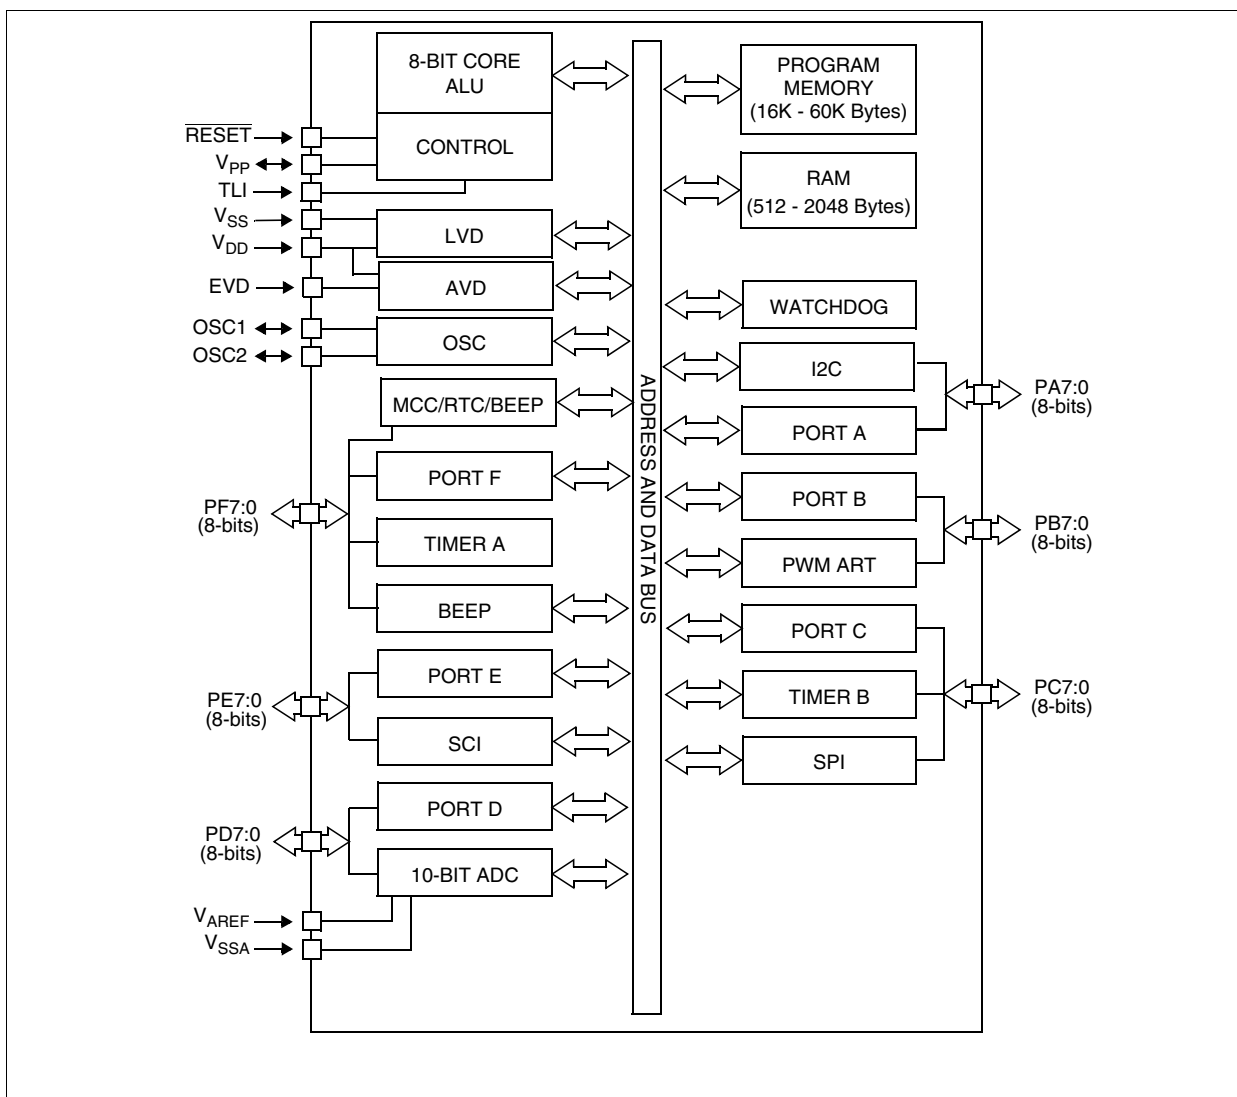 8-BIT CORE
ALU
CONTROL
RESET
VPP
TLI
VSS
VDD
EVD
OSC1
OSC2
LVD
AVD
OSC
MCC/RTC/BEEP
PORT F
TIMER A
BEEP
PF7:0
(8-bits)
PORT E
SCI
PE7:0
(8-bits)
PORT D
10-BIT ADC
PD7:0
(8-bits)
VAREF
VSSA
ADDRESS AND DATA BUS
PROGRAM
MEMORY
(16K - 60K Bytes)
RAM
(512 - 2048 Bytes)
WATCHDOG
I2C
PORT A
PA7:0
(8-bits)
PORT B
PWM ART
PB7:0
(8-bits)
PORT C
TIMER B
SPI
PC7:0
(8-bits)